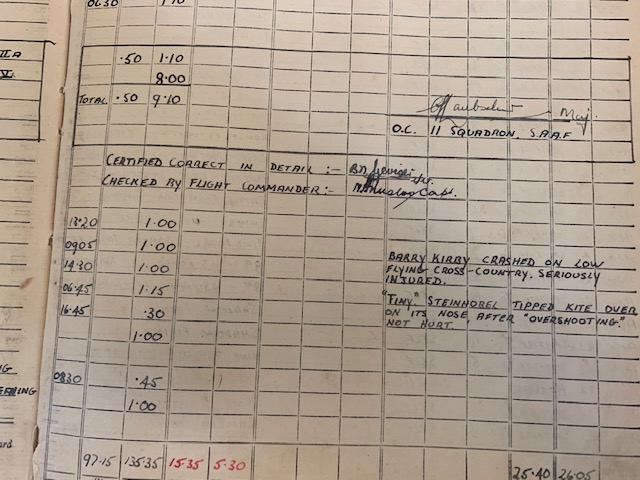 0630 1.10
IIA
.50 1.10
V.
8.00
TOTAL .50 9.10
Maj.
O.C. 11 SQUADRON, S.A.A.F
CERTIFIED CORRECT IN DETAIL :-
CHECKED BY FLIGHT COMMANDER:- Capt.
13.20 1.00
0905 1.00
BARRY KIRBY CRASHED ON LOW
14.30 1.00 FLYING CROSS-COUNTRY. SERIOUSLY
INJURED.
06.45 1.15
"TINY" STEINHOBEL TIPPED KITE OVER
16.45 .30 ON ITS NOSE AFTER "OVERSHOOTING."
NOT HURT.
1.00
0830 .45
1.00
97.15 135.35 15.35 5.30 25.40 26.05